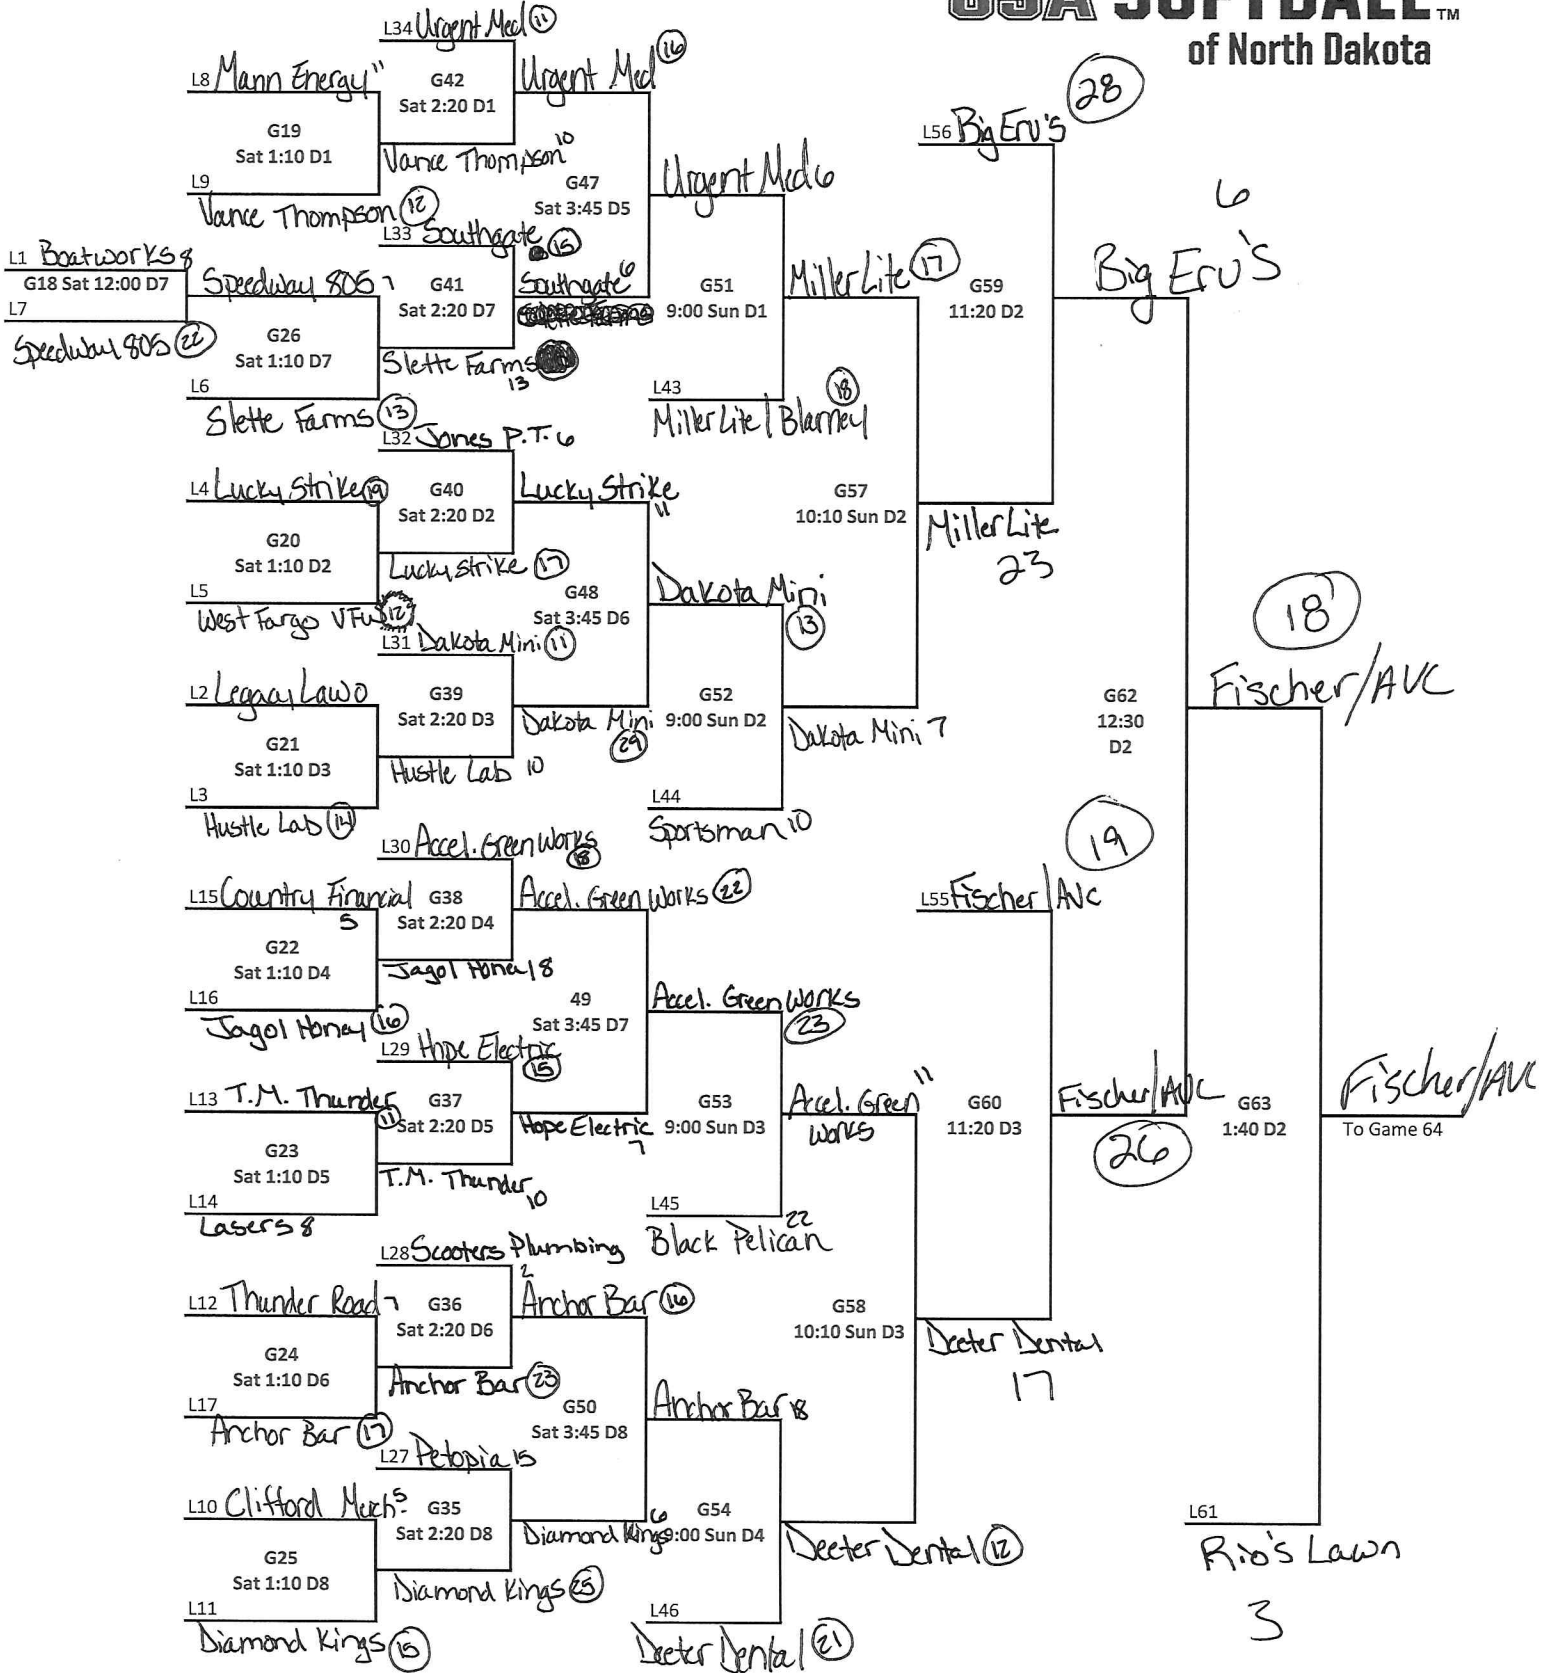 USA SOFTBALL™
of North Dakota
L34 Urgent Med 11
L8 Mann Energy 11
G42
Sat 2:20 D1
Urgent Med 16
G19
Sat 1:10 D1
Vance Thompson 10
L9
Vance Thompson 12
G47
Sat 3:45 D5
Urgent Med 6
L33 Southgate 15
L1 Boatworks 8
G18 Sat 12:00 D7
L7
Speedway 805 22
Speedway 805 7
G41
Sat 2:20 D7
Southgate 6
G26
Sat 1:10 D7
Slette Farms 13
L6
Slette Farms 13
G51
9:00 Sun D1
Miller Lite 17
L43
Miller Lite/Blarney 18
L32 Jones P.T. 6
L4 Lucky Strike 19
G40
Sat 2:20 D2
Lucky Strike 11
G20
Sat 1:10 D2
Lucky Strike 17
L5
West Fargo VFW 12
G48
Sat 3:45 D6
Dakota Mini 13
L31 Dakota Mini 11
L2 Legacy Law 0
G39
Sat 2:20 D3
Dakota Mini 29
G21
Sat 1:10 D3
Hustle Lab 10
L3
Hustle Lab 14
G52
9:00 Sun D2
Dakota Mini 7
L44
Sportsman 10
G57
10:10 Sun D2
Miller Lite
23
L56 Big Erv's 28
G59
11:20 D2
6
Big Erv's
L30 Accel. Green Works 18
L15 Country Financial
5
G38
Sat 2:20 D4
Accel. Green Works 22
G22
Sat 1:10 D4
Jagol Honey 8
L16
Jagol Honey 16
49
Sat 3:45 D7
Accel. Green Works
23
L29 Hope Electric
15
L13 T.M. Thunder
11
G37
Sat 2:20 D5
Hope Electric
7
G23
Sat 1:10 D5
T.M. Thunder
10
L14
Lasers 8
G53
9:00 Sun D3
Accel. Green Works 11
L45
Black Pelican 22
L28 Scooters Plumbing
2
L12 Thunder Road 7
G36
Sat 2:20 D6
Anchor Bar 16
G24
Sat 1:10 D6
Anchor Bar 23
L17
Anchor Bar 17
G50
Sat 3:45 D8
Anchor Bar 18
L27 Petopia 15
L10 Clifford Mech. 5
G35
Sat 2:20 D8
Diamond Kings 6
G25
Sat 1:10 D8
Diamond Kings 25
L11
Diamond Kings 15
G54
9:00 Sun D4
Deeter Dental 12
L46
Deeter Dental 21
G58
10:10 Sun D3
Deeter Dental
17
19
L55 Fischer/AVC
G60
11:20 D3
Fischer/AVC
26
G62
12:30
D2
18
Fischer/AVC
G63
1:40 D2
Fischer/AVC
To Game 64
L61
Rio's Lawn
3